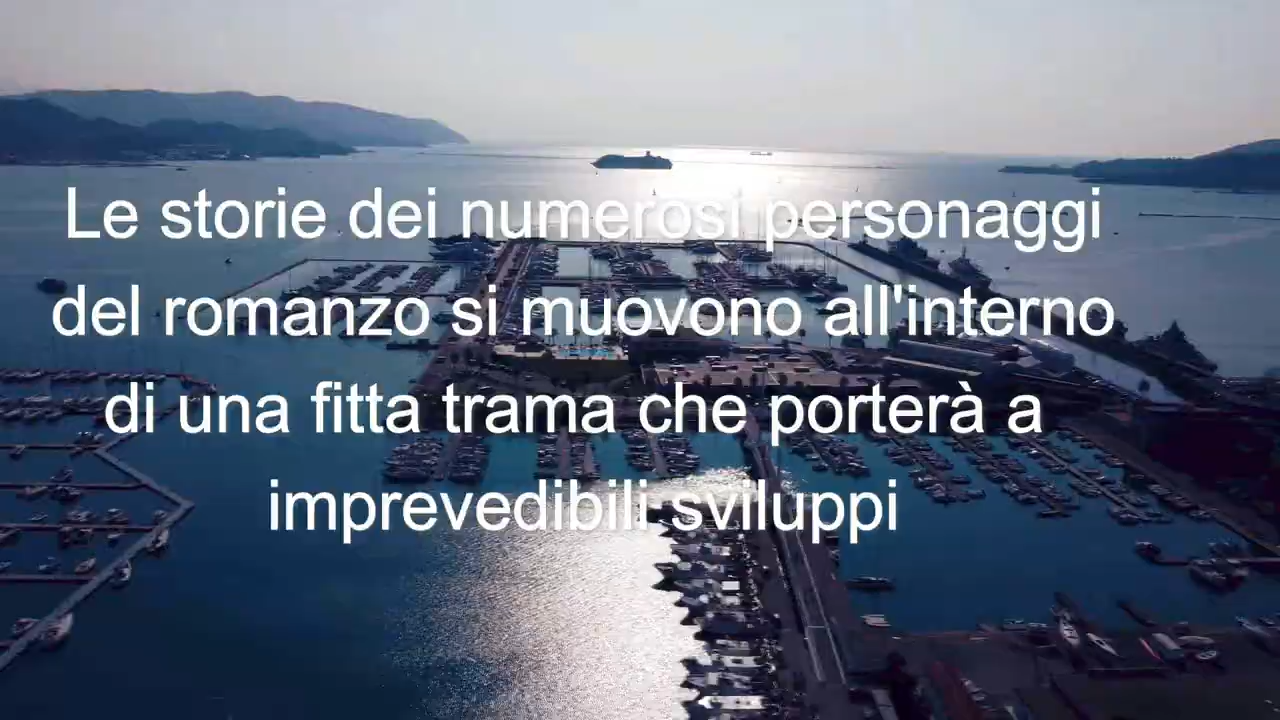 Le storie dei numerosi personaggi
del romanzo si muovono all'interno
di una fitta trama che porterà a
imprevedibili sviluppi